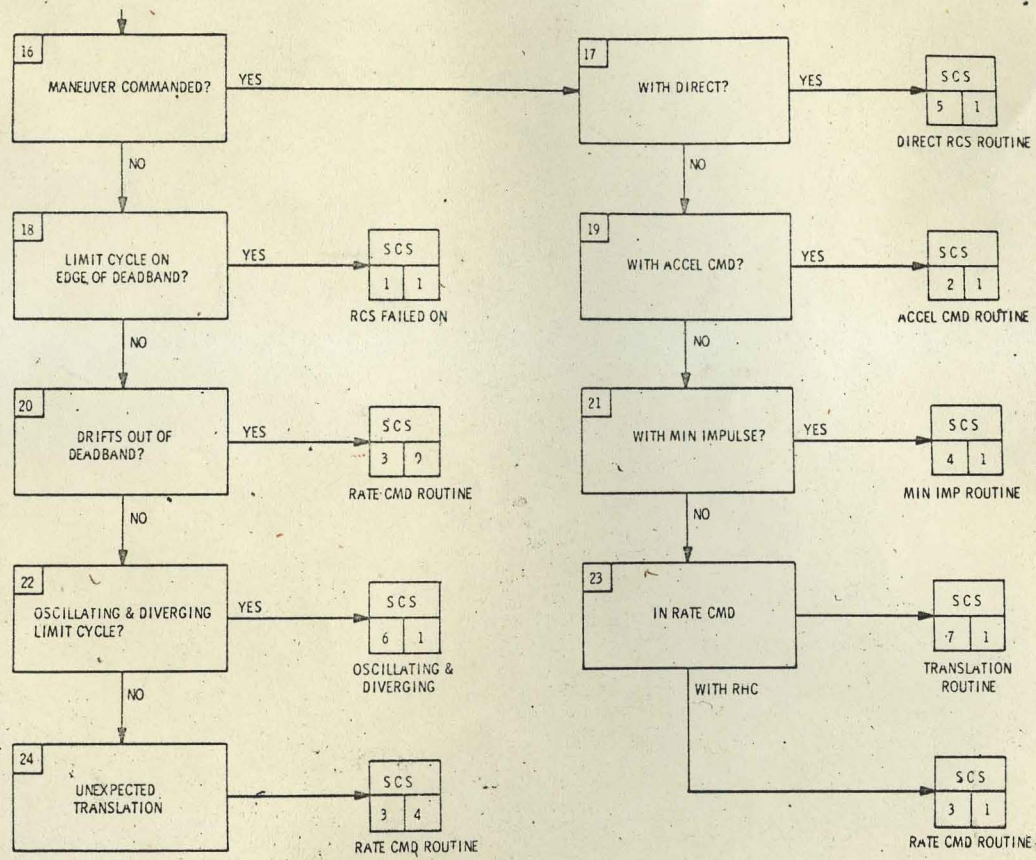 16
MANEUVER COMMANDED?
YES
NO
17
WITH DIRECT?
YES
SCS
5 1
DIRECT RCS ROUTINE
NO
18
LIMIT CYCLE ON
EDGE OF DEADBAND?
YES
SCS
1 1
RCS FAILED ON
NO
19
WITH ACCEL CMD?
YES
SCS
2 1
ACCEL CMD ROUTINE
NO
20
DRIFTS OUT OF
DEADBAND?
YES
SCS
3
RATE CMD ROUTINE
NO
21
WITH MIN IMPULSE?
YES
SCS
4 1
MIN IMP ROUTINE
NO
22
OSCILLATING & DIVERGING
LIMIT CYCLE?
YES
SCS
6 1
OSCILLATING &
DIVERGING
NO
23
IN RATE CMD
SCS
7 1
TRANSLATION
ROUTINE
WITH RHC
24
UNEXPECTED
TRANSLATION
SCS
3 4
RATE CMD ROUTINE
SCS
3 1
RATE CMD ROUTINE